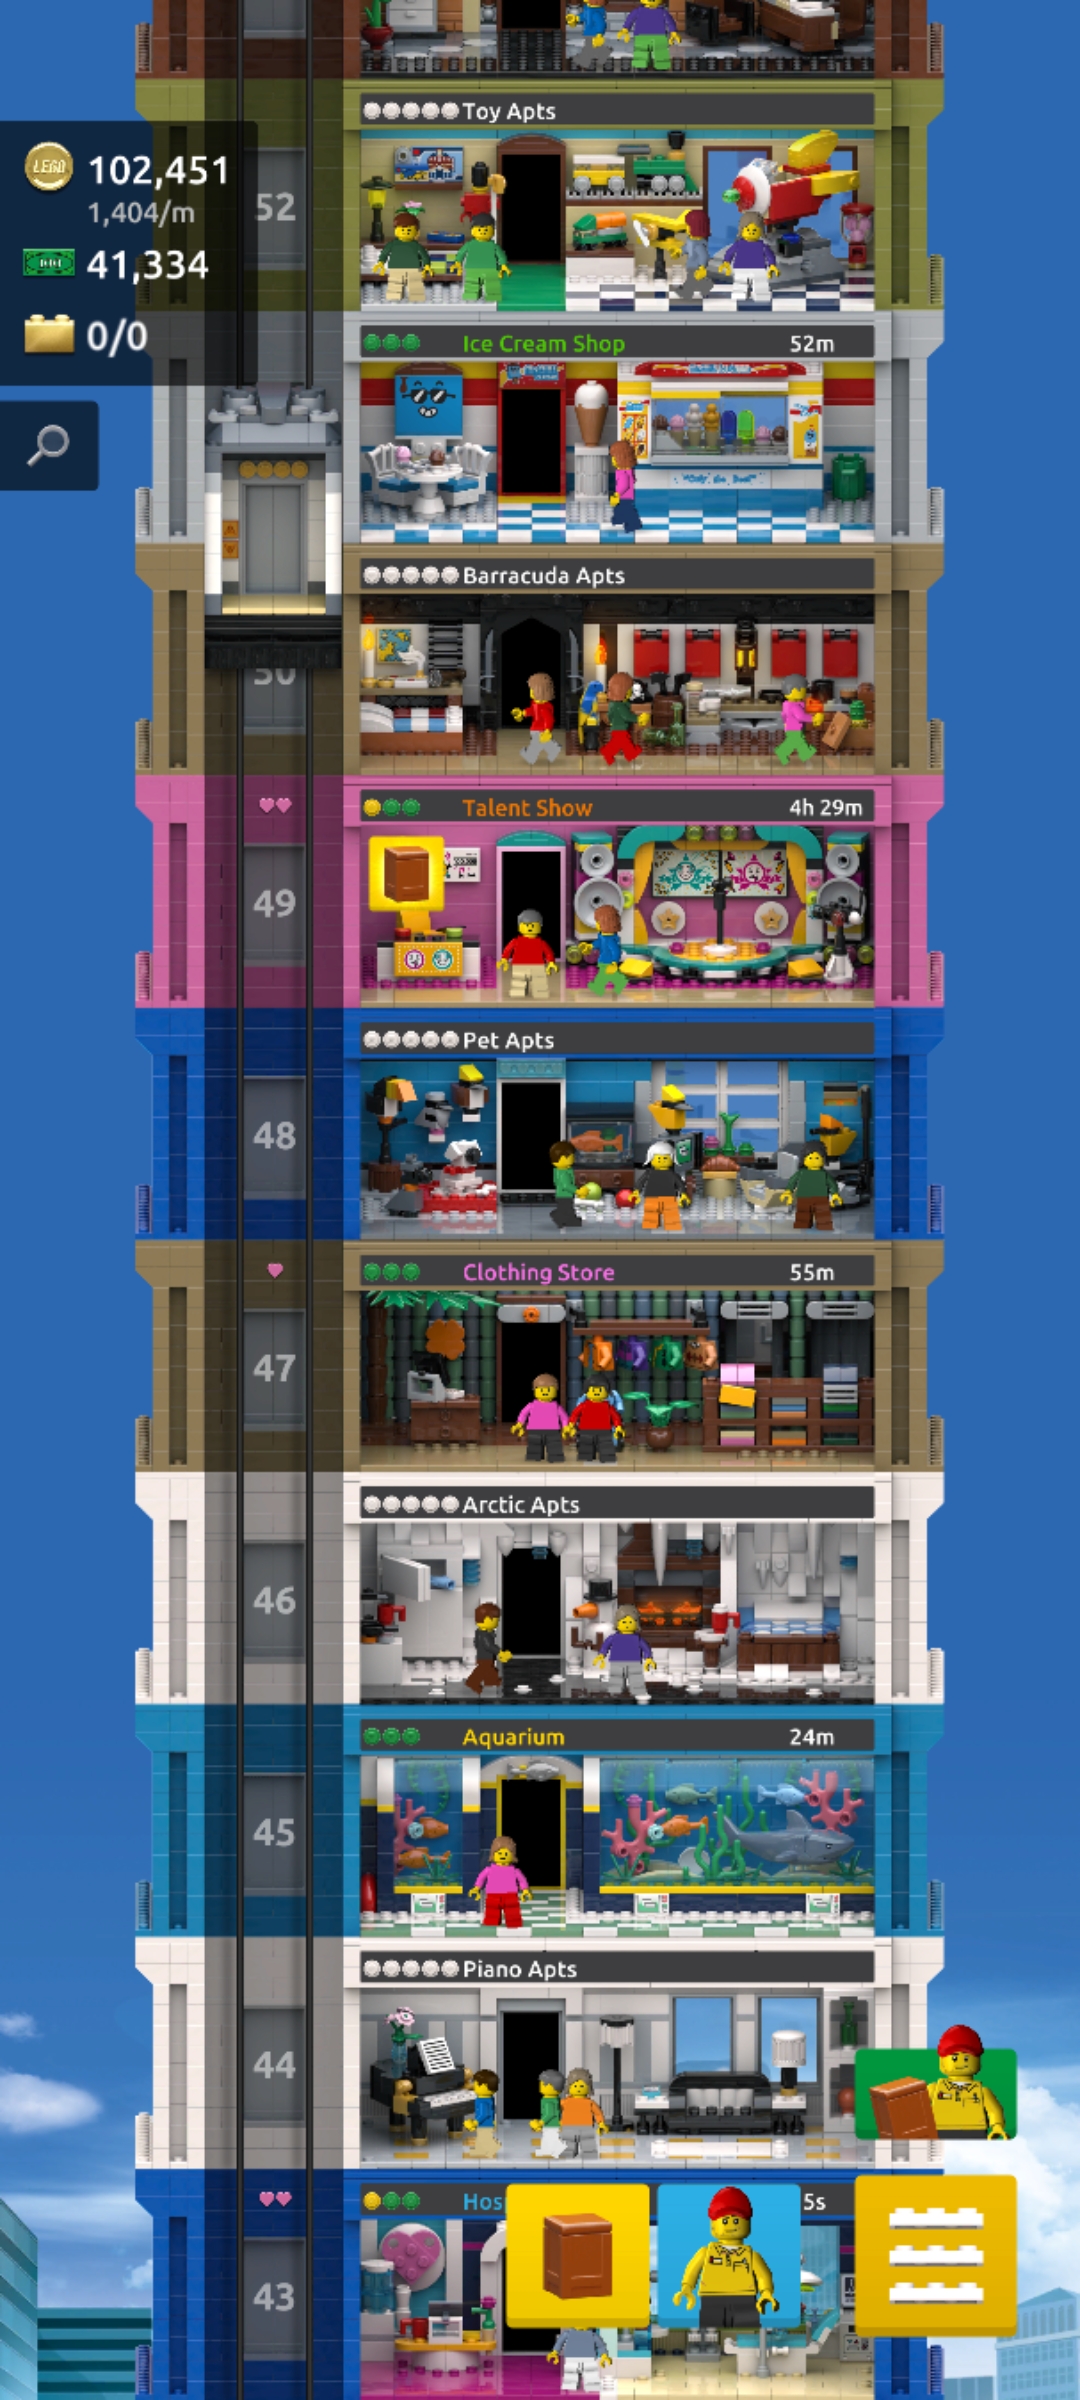 Toy Apts
LEGO 102,451
1,404/m
52
41,334
0/0
Ice Cream Shop 52m
Barracuda Apts
50
Talent Show 4h 29m
49
Pet Apts
48
Clothing Store 55m
47
Arctic Apts
46
Aquarium 24m
45
Piano Apts
44
Hos 5s
43